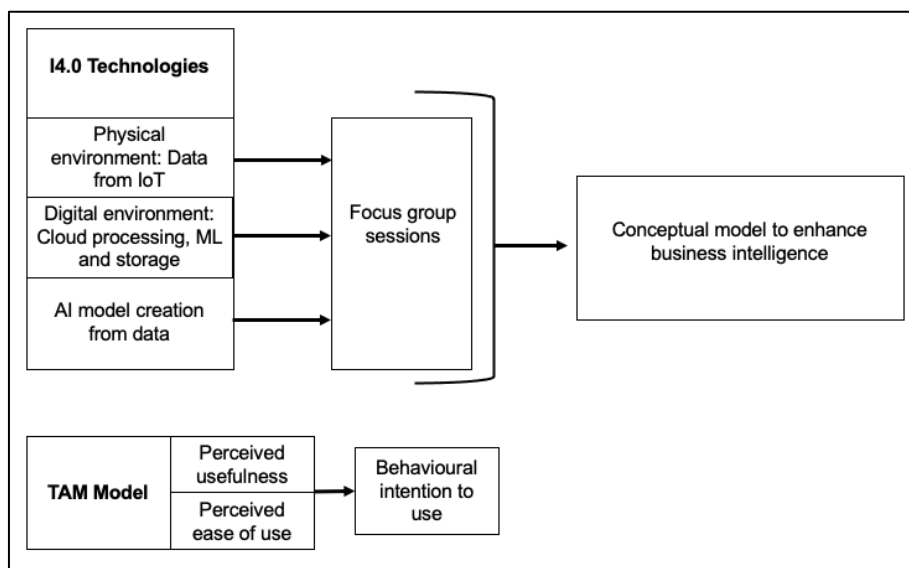 I4.0 Technologies
Physical
environment: Data
from IoT
Digital environment:
Cloud processing, ML
and storage
AI model creation
from data
Focus group
sessions
Conceptual model to enhance
business intelligence
TAM Model
Perceived
usefulness
Perceived
ease of use
Behavioural
intention to
use